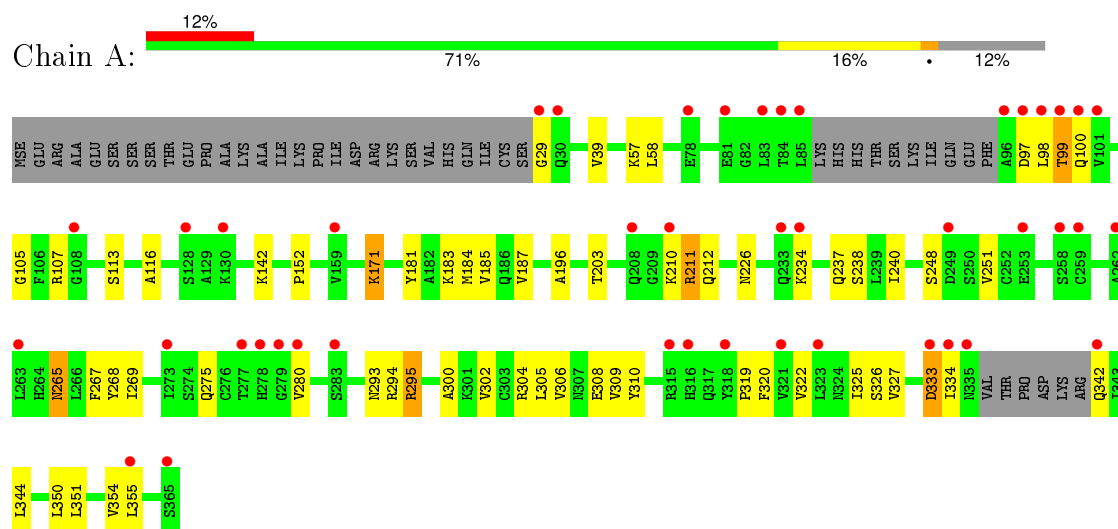 12%
Chain A:
71% 16% • 12%
MSE GLU ARG ALA GLU SER SER SER THR GLU PRO ALA LYS ALA ILE LYS PRO ILE ASP ARG LYS SER VAL HIS GLN ILE CYS SER G29 Q30 V39 K57 L58 E78 E81 G82 L83 T84 L85 LYS HIS HIS THR SER LYS ILE GLN GLU PHE A96 D97 L98 T99 Q100 V101
G105 F106 R107 G108 S113 A116 S128 A129 K130 K142 P152 V159 K171 Y181 A182 K183 M184 V185 Q186 V187 A196 T203 Q208 G209 K210 R211 Q212 N226 Q233 K234 Q237 S238 L239 I240 S248 D249 S250 V251 C252 E253 S258 C259 A262
L263 H264 N265 L266 F267 Y268 I269 I273 S274 Q275 C276 T277 H278 G279 V280 S283 N293 R294 R295 A300 K301 V302 C303 R304 L305 V306 N307 E308 V309 Y310 R315 H316 Q317 Y318 P319 F320 V321 V322 L323 N324 I325 S326 V327 D333 I334 N335 VAL THR PRO ASP LYS ARG Q342 I343
L344 L350 L351 V354 L355 S365